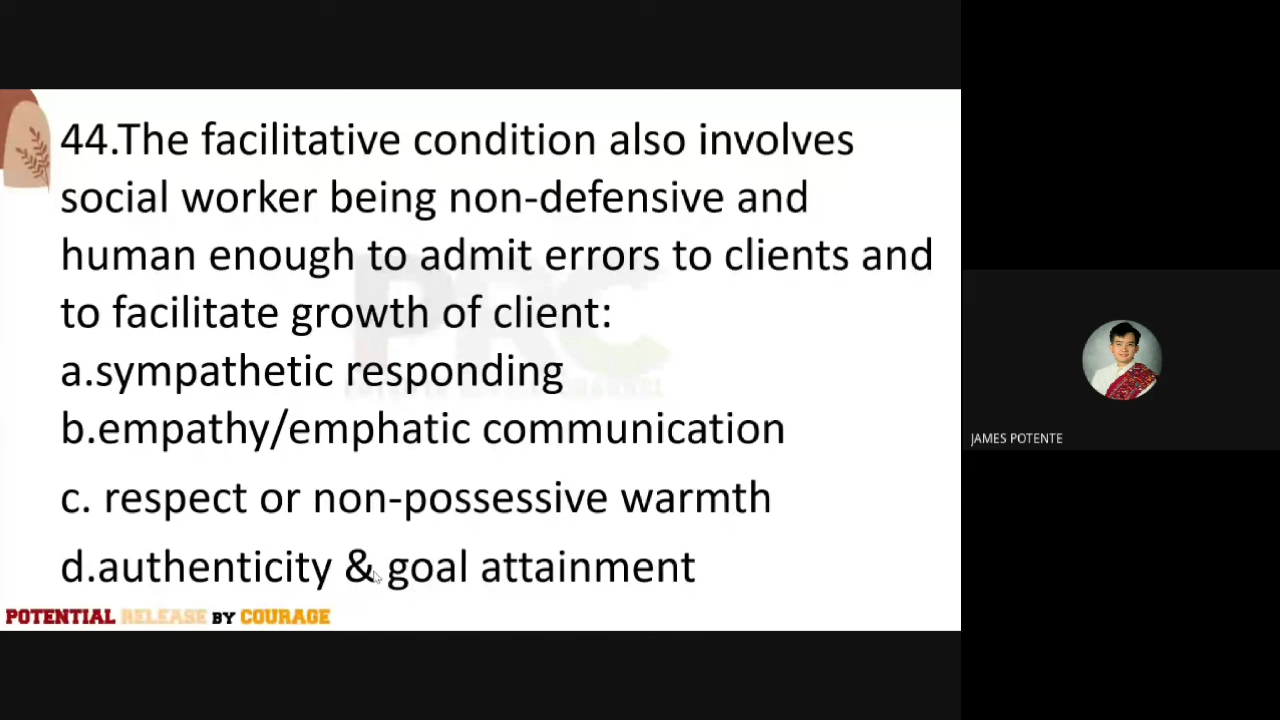 44.The facilitative condition also involves
social worker being non-defensive and
human enough to admit errors to clients and
to facilitate growth of client:
a.sympathetic responding
b.empathy/emphatic communication
c. respect or non-possessive warmth
d.authenticity & goal attainment
POTENTIAL RELEASE BY COURAGE
JAMES POTENTE
PRC